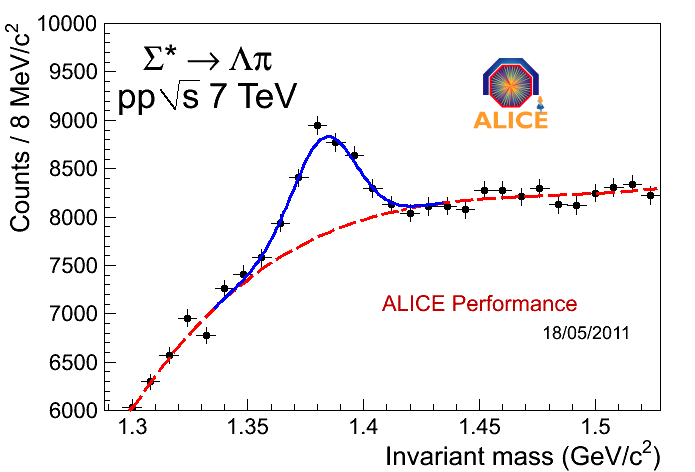 Counts / 8 MeV/c²
10000
9500
9000
8500
8000
7500
7000
6500
6000
Σ* → Λπ
pp√s 7 TeV
ALICE
ALICE Performance
18/05/2011
1.3 1.35 1.4 1.45 1.5
Invariant mass (GeV/c²)